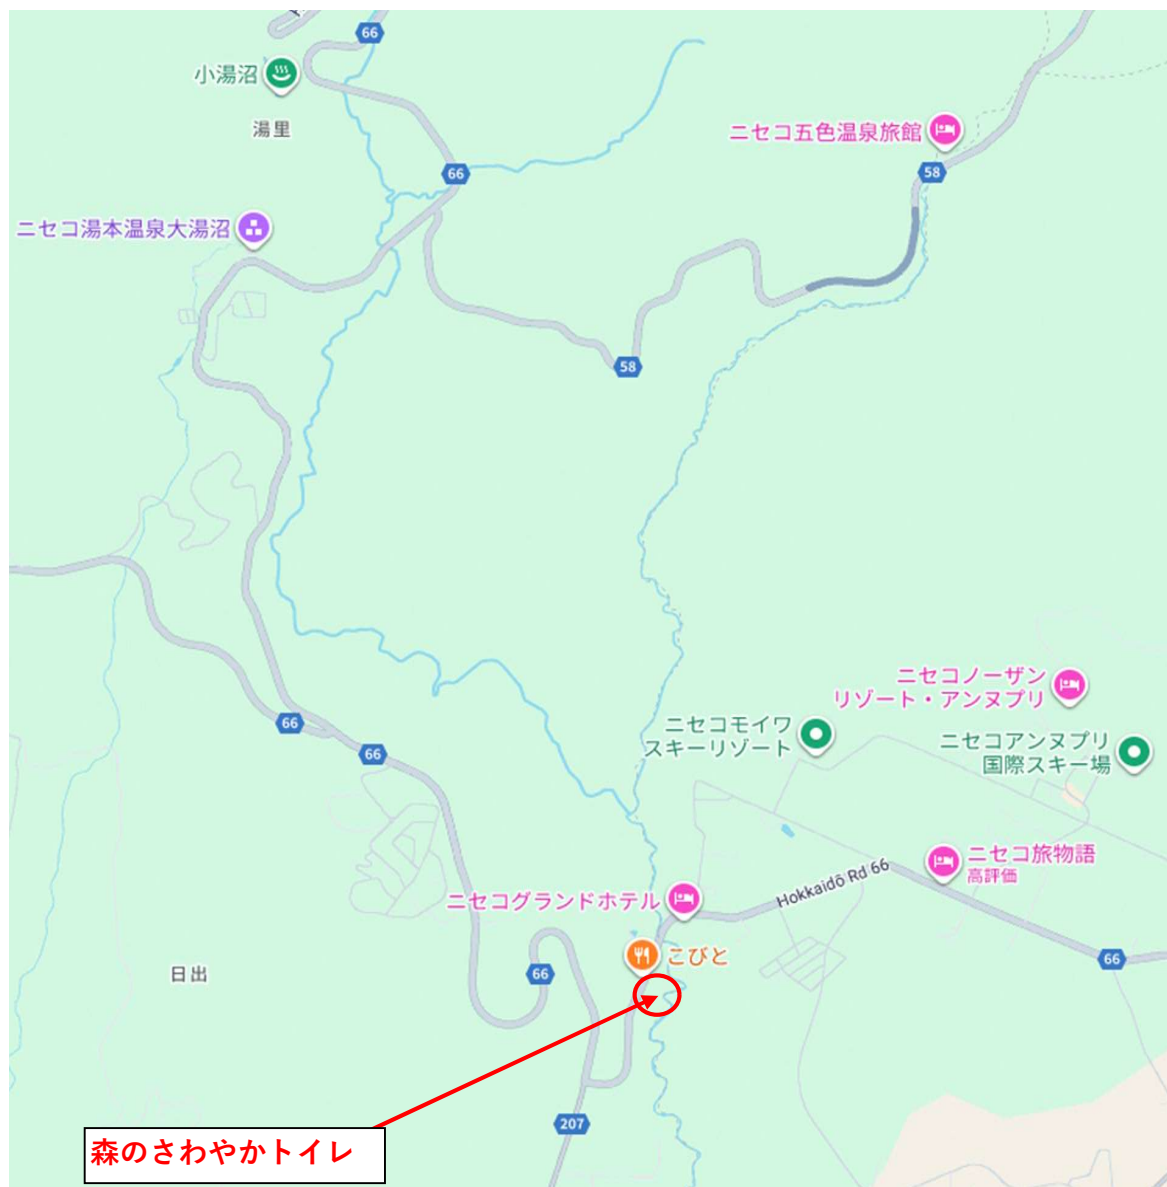 66
小湯沼
湯里
ニセコ五色温泉旅館
58
66
ニセコ湯本温泉大湯沼
58
ニセコノーザン
リゾート・アンヌプリ
ニセコモイワ
スキーリゾート
ニセコアンヌプリ
国際スキー場
66
66
ニセコ旅物語
高評価
Hokkaidō Rd 66
ニセコグランドホテル
こびと
66
66
日出
207
森のさわやかトイレ